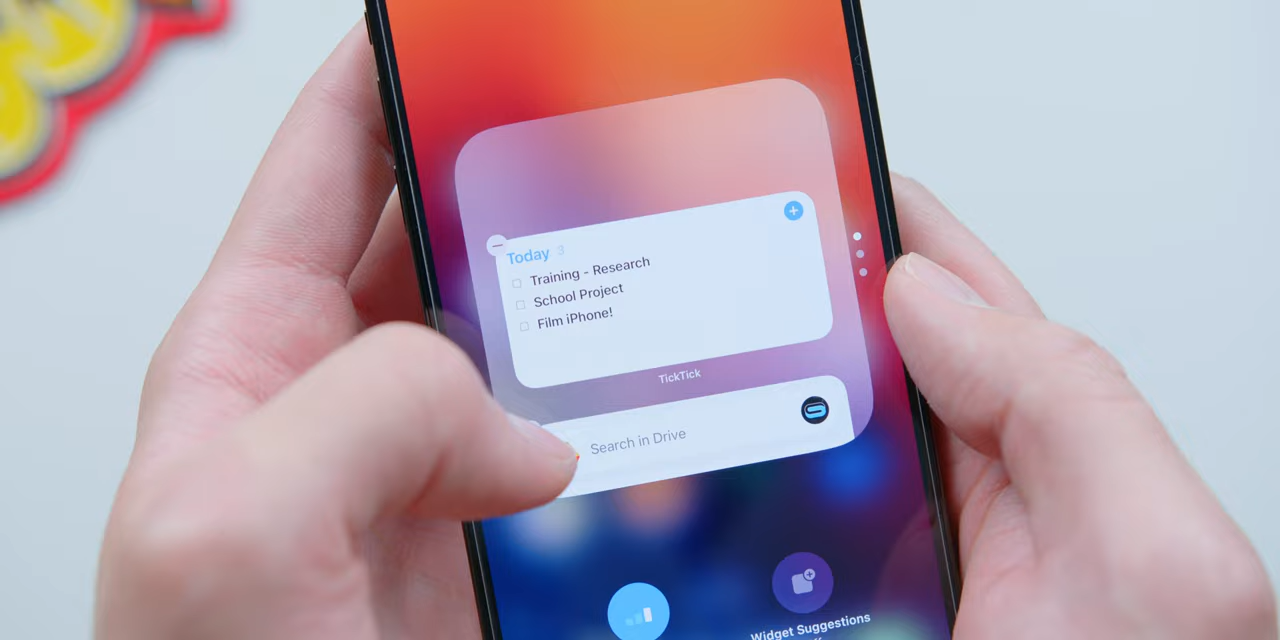 Today 3
Training - Research
School Project
Film iPhone!
TickTick
Search in Drive
Widget Suggestions